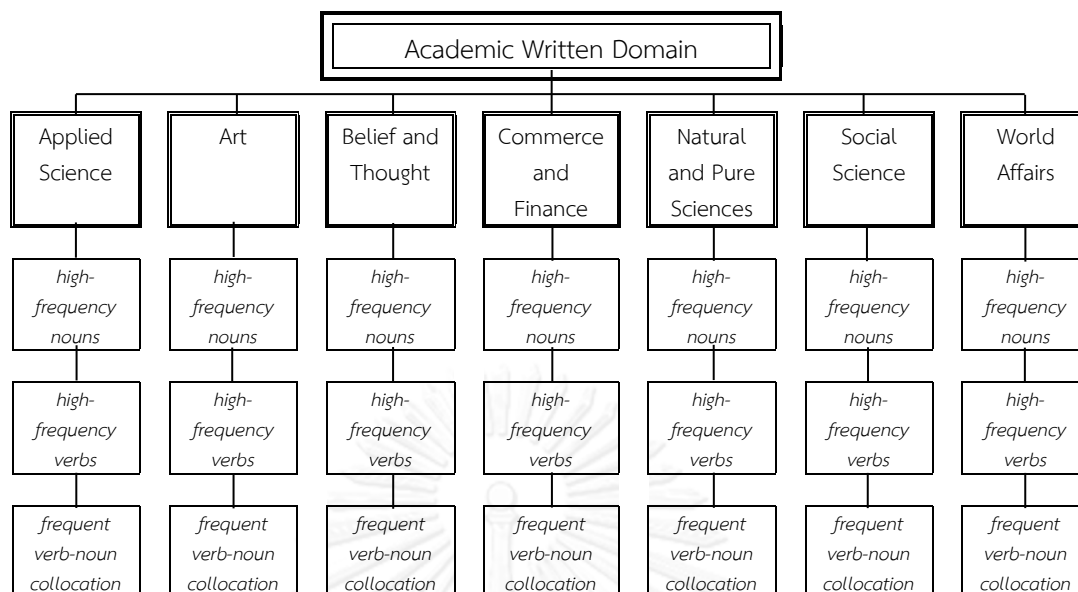 Academic Written Domain
Applied
Science
Art
Belief and
Thought
Commerce
and
Finance
Natural
and Pure
Sciences
Social
Science
World
Affairs
high-
frequency
nouns
high-
frequency
nouns
high-
frequency
nouns
high-
frequency
nouns
high-
frequency
nouns
high-
frequency
nouns
high-
frequency
nouns
high-
frequency
verbs
high-
frequency
verbs
high-
frequency
verbs
high-
frequency
verbs
high-
frequency
verbs
high-
frequency
verbs
high-
frequency
verbs
frequent
verb-noun
collocation
frequent
verb-noun
collocation
frequent
verb-noun
collocation
frequent
verb-noun
collocation
frequent
verb-noun
collocation
frequent
verb-noun
collocation
frequent
verb-noun
collocation